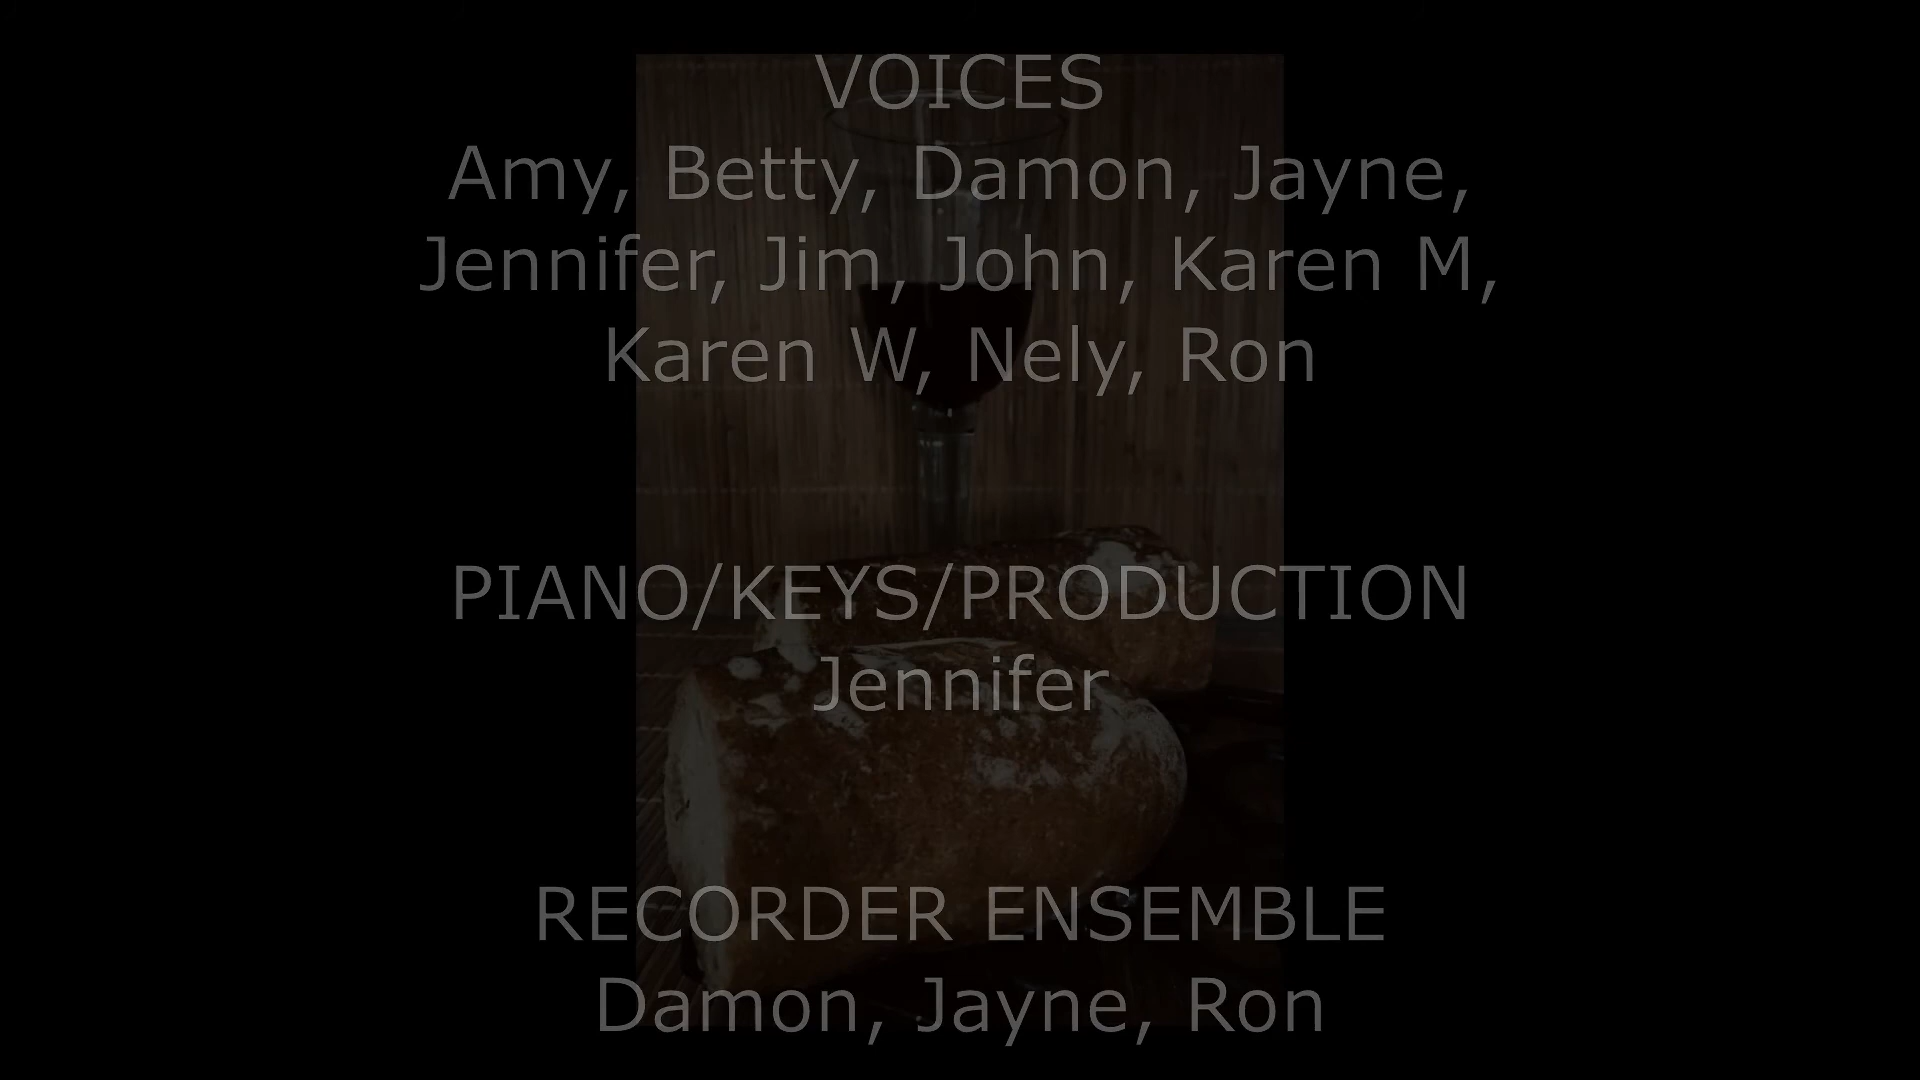 VOICES
Amy, Betty, Damon, Jayne,
Jennifer, Jim, John, Karen M,
Karen W, Nely, Ron
PIANO/KEYS/PRODUCTION
Jennifer
RECORDER ENSEMBLE
Damon, Jayne, Ron